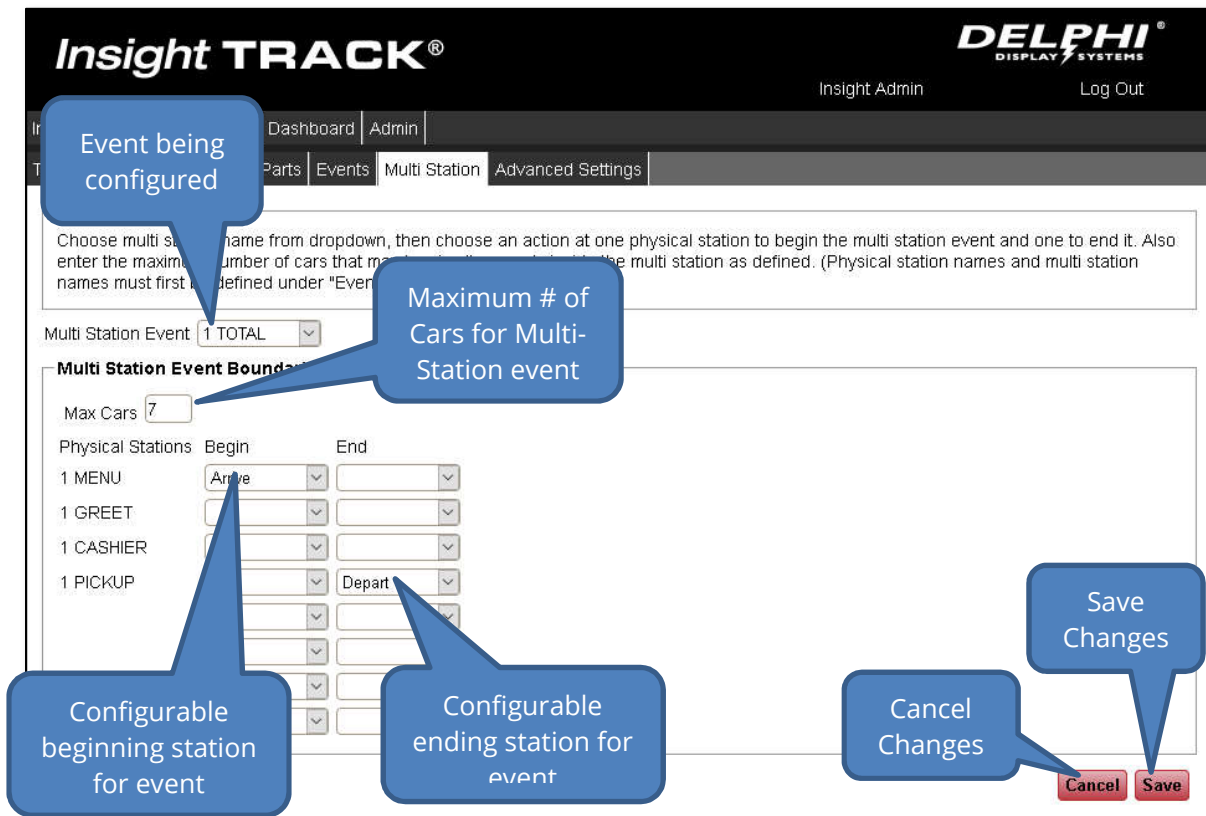 Insight TRACK®
DELPHI®
DISPLAY SYSTEMS
Insight Admin Log Out
Dashboard Admin
Parts Events Multi Station Advanced Settings
Event being
configured
Choose multi name from dropdown, then choose an action at one physical station to begin the multi station event and one to end it. Also
enter the maximum number of cars that the multi station as defined. (Physical station names and multi station
names must first defined under "Even
Maximum # of
Cars for Multi-
Station event
Multi Station Event 1 TOTAL
Multi Station Event
Max Cars 7
Physical Stations Begin End
1 MENU Arrive
1 GREET
1 CASHIER
1 PICKUP Depart
Configurable
beginning station
for event
Configurable
ending station for
event
Cancel
Changes
Save
Changes
Cancel Save